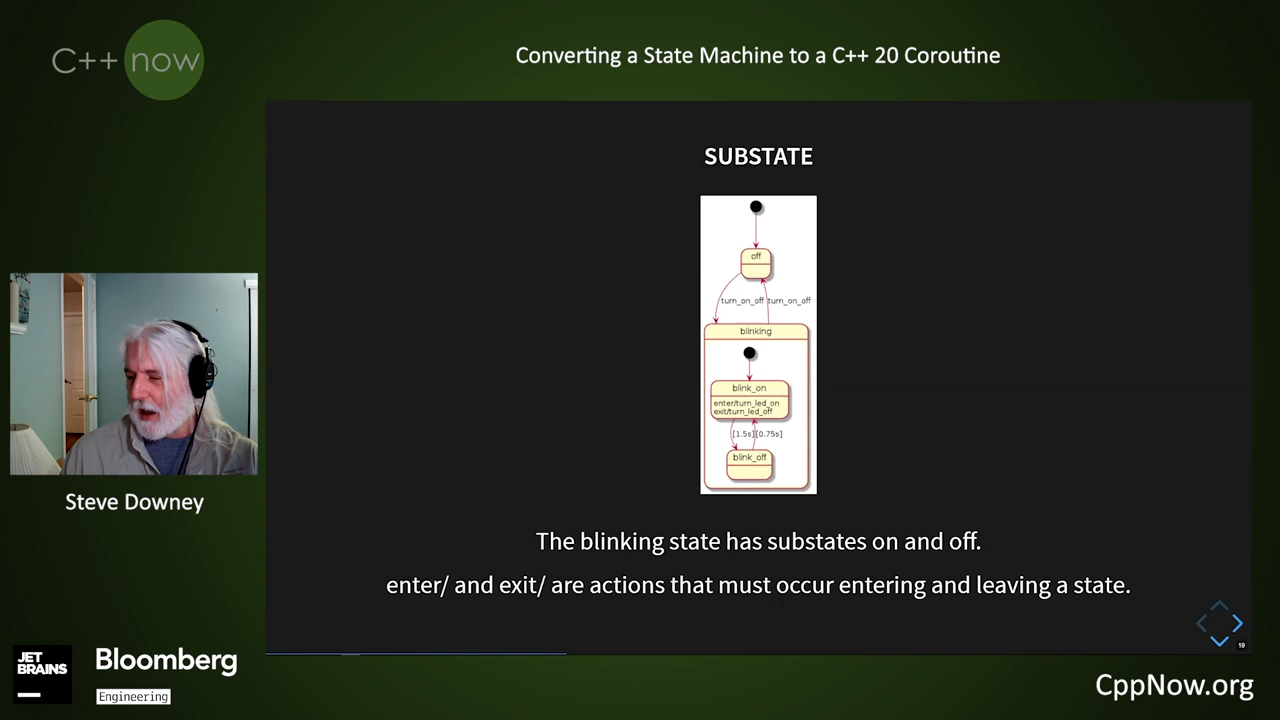 C++ now
Converting a State Machine to a C++ 20 Coroutine
SUBSTATE
off
turn_on_off turn_on_off
blinking
blink_on
enter/turn_led_on
exit/turn_led_off
[1.5s] [0.75s]
blink_off
The blinking state has substates on and off.
enter/ and exit/ are actions that must occur entering and leaving a state.
19
Steve Downey
JET
BRAINS
Bloomberg
Engineering
CppNow.org